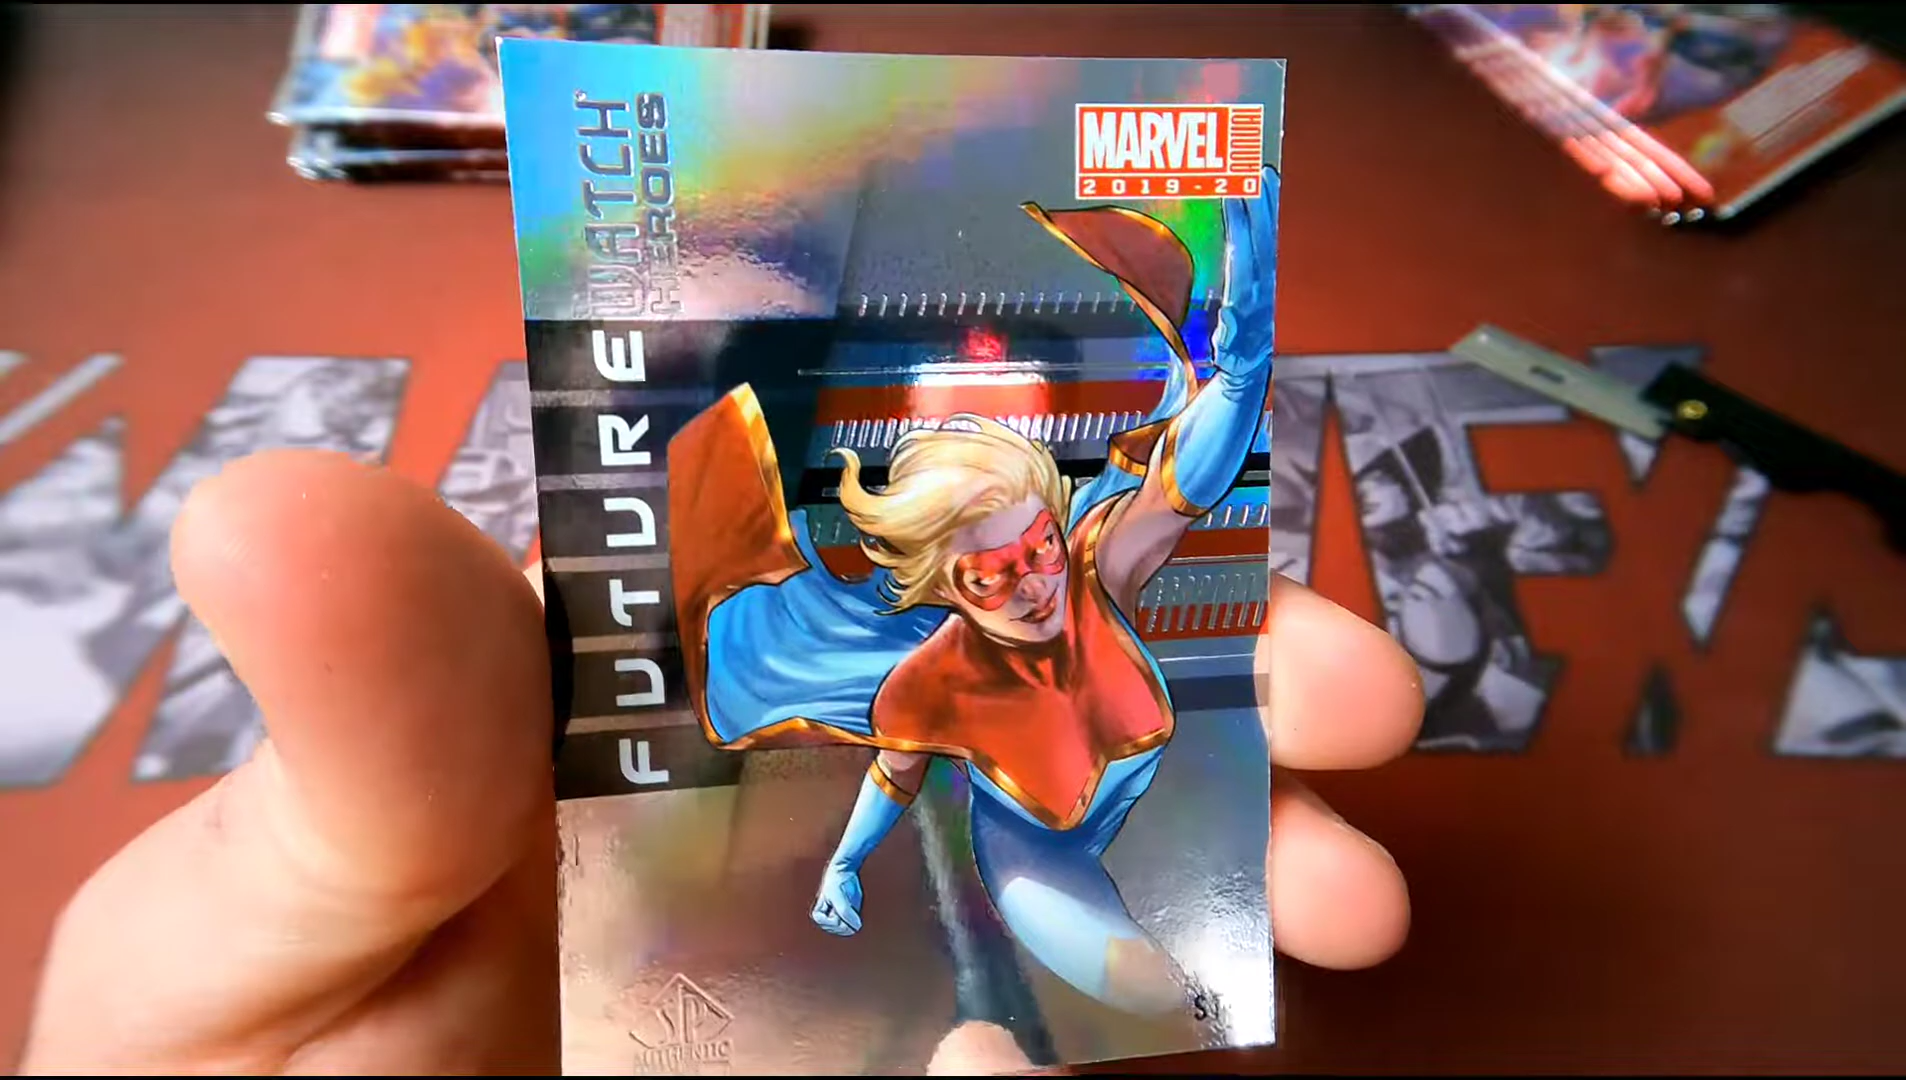 FUTURE
WATCH
HEROES
MARVEL
ANNUAL
2019-20
SP
AUTHENTIC